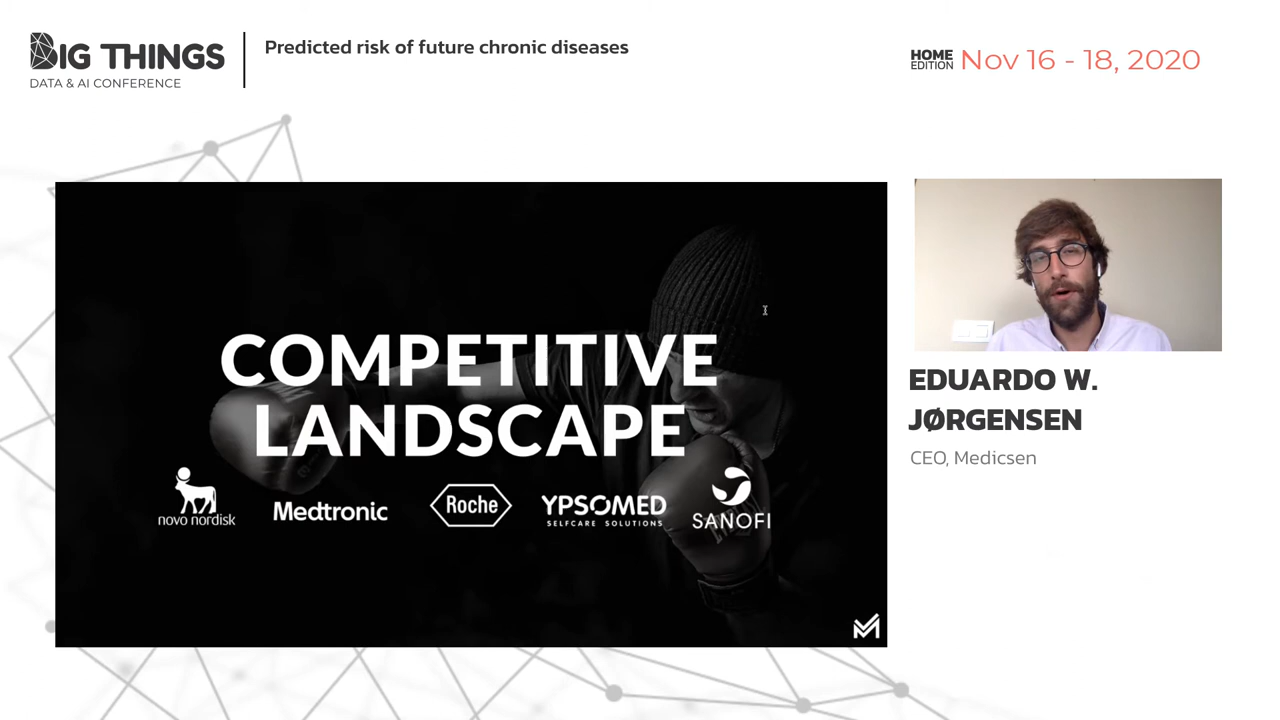 BIG THINGS
DATA & AI CONFERENCE
Predicted risk of future chronic diseases
HOME
EDITION
Nov 16 - 18, 2020
COMPETITIVE
LANDSCAPE
novo nordisk
Medtronic
Roche
YPSOMED
SELFCARE SOLUTIONS
SANOFI
EDUARDO W.
JØRGENSEN
CEO, Medicsen